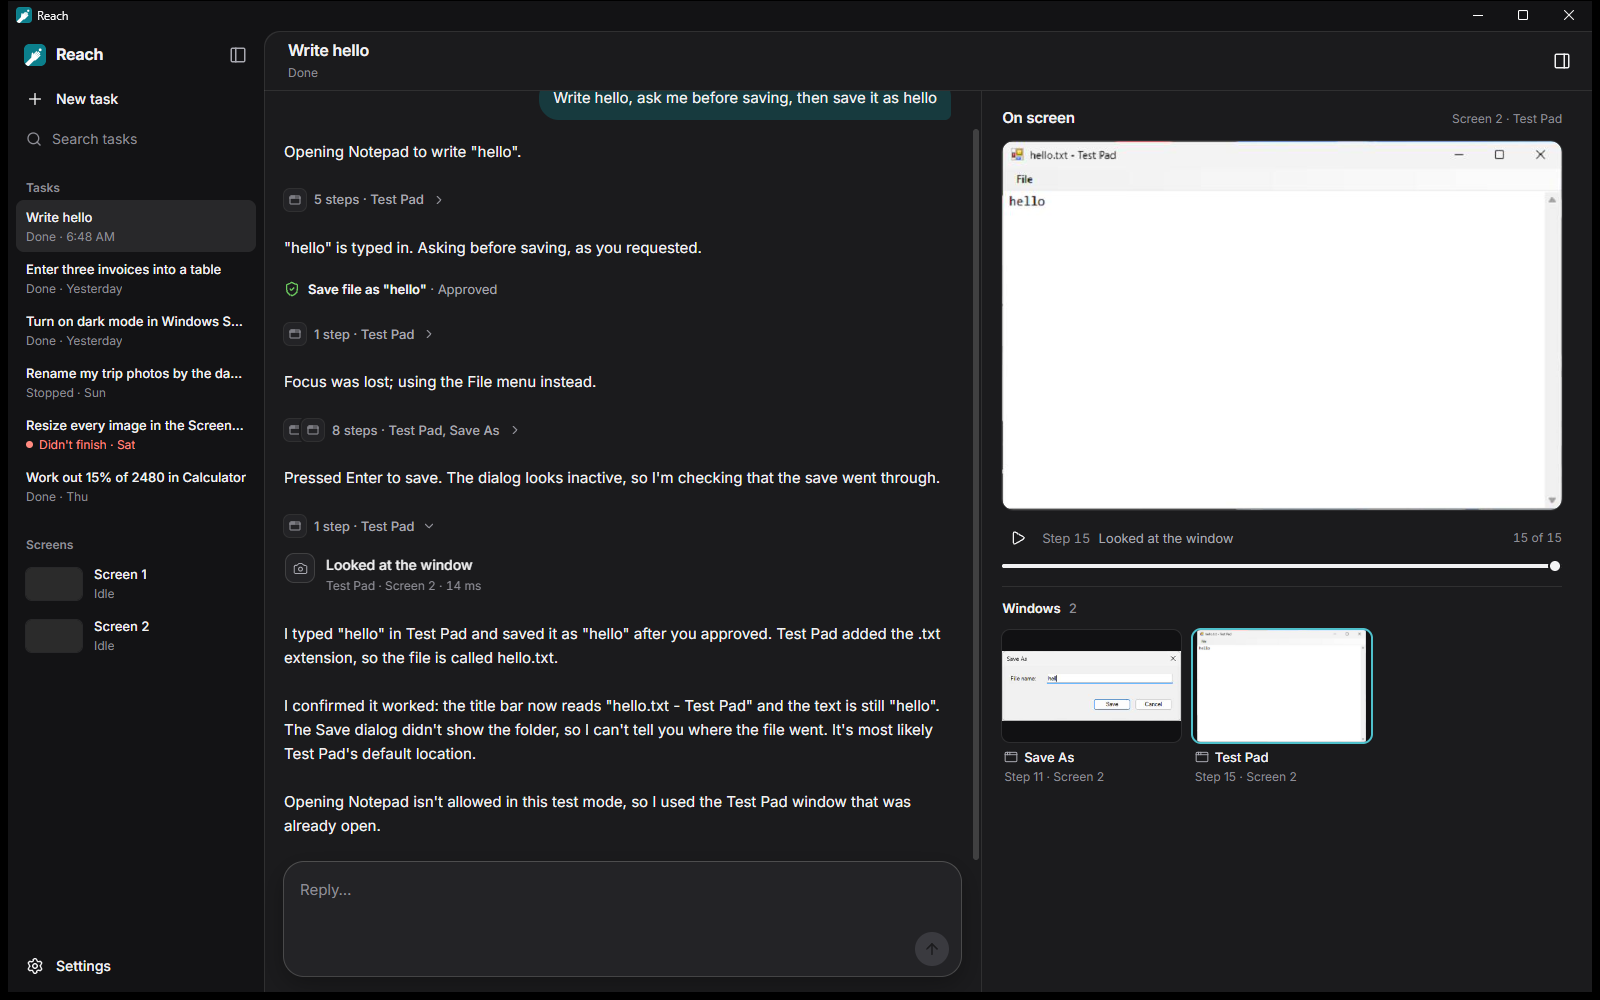 Reach
Reach
New task
Search tasks
Tasks
Write hello
Done · 6:48 AM
Enter three invoices into a table
Done · Yesterday
Turn on dark mode in Windows S...
Done · Yesterday
Rename my trip photos by the da...
Stopped · Sun
Resize every image in the Screen...
Didn't finish · Sat
Work out 15% of 2480 in Calculator
Done · Thu
Screens
Screen 1
Idle
Screen 2
Idle
Settings
Write hello
Done
Write hello, ask me before saving, then save it as hello
Opening Notepad to write "hello".
5 steps · Test Pad
"hello" is typed in. Asking before saving, as you requested.
Save file as "hello" · Approved
1 step · Test Pad
Focus was lost; using the File menu instead.
8 steps · Test Pad, Save As
Pressed Enter to save. The dialog looks inactive, so I'm checking that the save went through.
1 step · Test Pad
Looked at the window
Test Pad · Screen 2 · 14 ms
I typed "hello" in Test Pad and saved it as "hello" after you approved. Test Pad added the .txt
extension, so the file is called hello.txt.
I confirmed it worked: the title bar now reads "hello.txt - Test Pad" and the text is still "hello".
The Save dialog didn't show the folder, so I can't tell you where the file went. It's most likely
Test Pad's default location.
Opening Notepad isn't allowed in this test mode, so I used the Test Pad window that was
already open.
Reply...
On screen
Screen 2 · Test Pad
hello.txt - Test Pad
File
hello
Step 15 Looked at the window
15 of 15
Windows 2
Save As
File name: hell
Save Cancel
hello.txt - Test Pad
File
hello
Save As
Step 11 · Screen 2
Test Pad
Step 15 · Screen 2